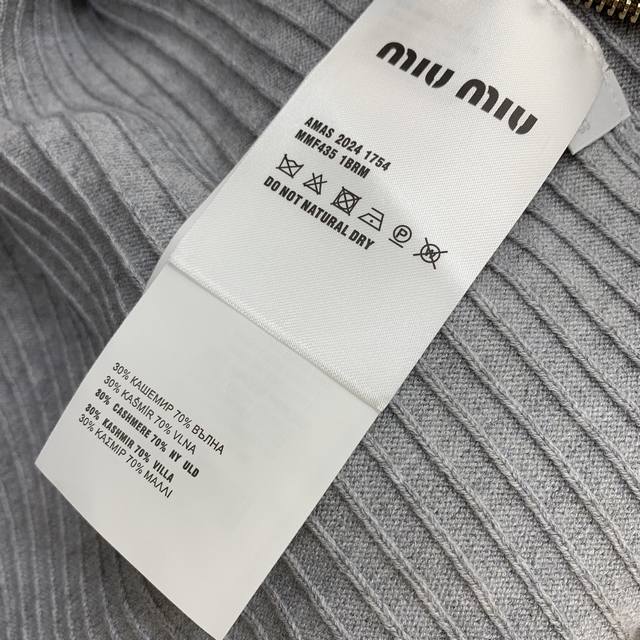 MIU MIU
AMAS 2024 1754
MMF435 1BRM
DO NOT NATURAL DRY
30% КАШЕМИР 70% ВЪЛНА
30% KAŠMIR 70% VLNA
30% CASHMERE 70% NY ULD
30% KASHMIR 70% VILLA
30% ΚΑΣΜΙΡ 70% ΜΑΛΛΙ